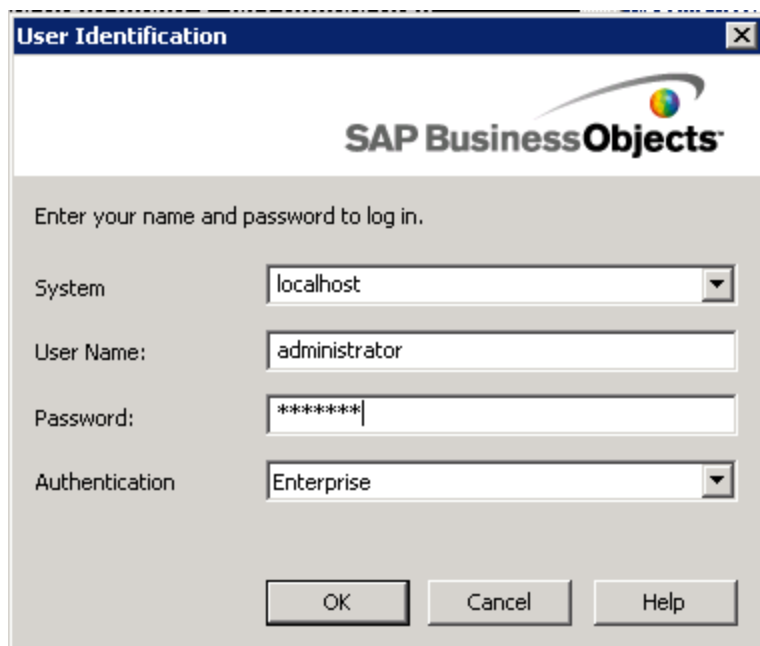 User Identification
SAP BusinessObjects™
Enter your name and password to log in.
System
localhost
User Name:
administrator
Password:
*******
Authentication
Enterprise
OK
Cancel
Help